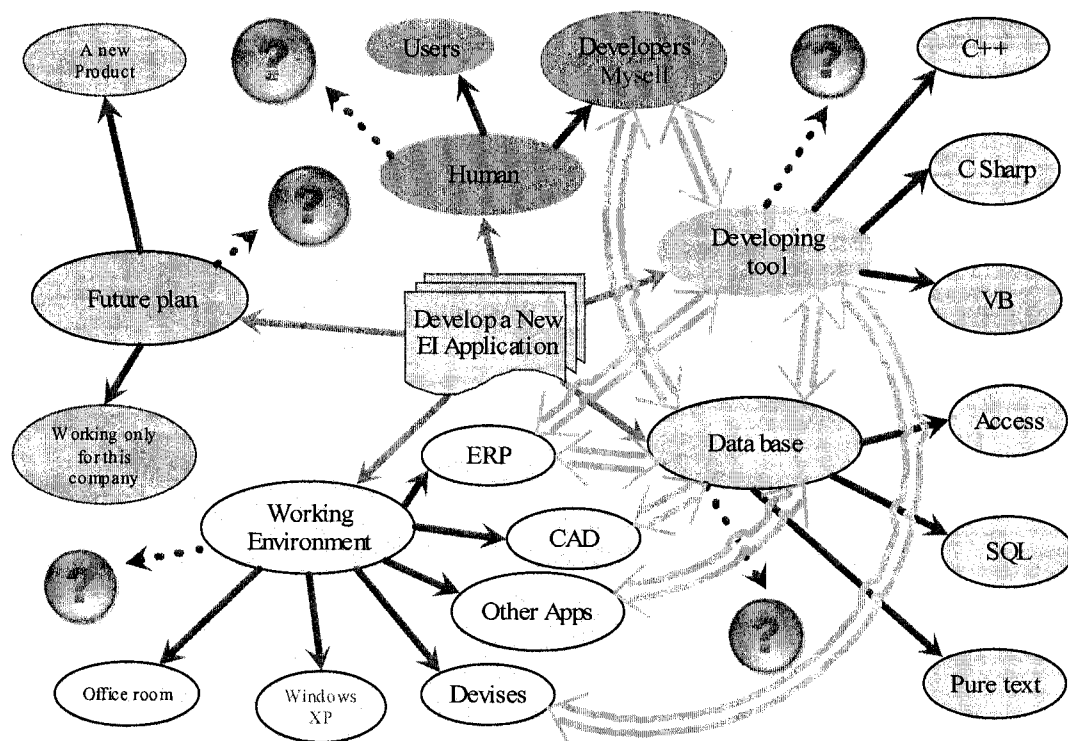 A new
Product
?
Users
Developers
Myself
?
C++
Human
C Sharp
?
Developing
tool
Future plan
VB
Develop a New
EI Application
Working only
for this
company
ERP
Data base
Access
Working
Environment
CAD
SQL
?
Other Apps
?
Office room
Windows
XP
Devises
Pure text